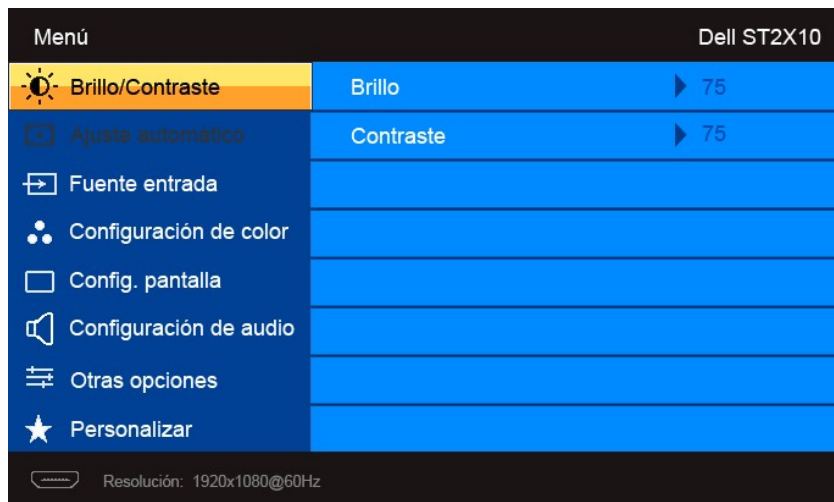 Menú Dell ST2X10
Brillo/Contraste Brillo 75
Ajuste automático Contraste 75
Fuente entrada
Configuración de color
Config. pantalla
Configuración de audio
Otras opciones
Personalizar
Resolución: 1920x1080@60Hz